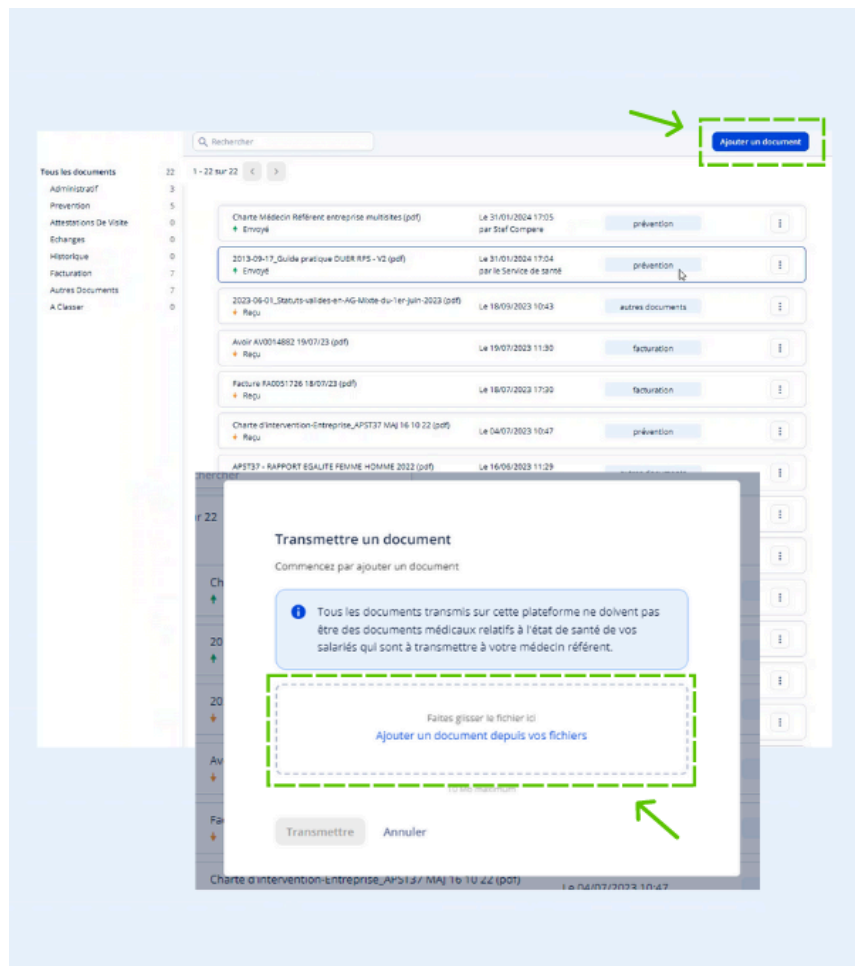 Rechercher
Ajouter un document
Tous les documents 22
Administratif 3
Prevention 5
Attestations De Visite 0
Echanges 0
Historique 0
Facturation 7
Autres Documents 7
A Classer 0
1 - 22 sur 22
Charte Médecin Référent entreprise multisites (pdf)
Envoyé
Le 31/01/2024 17:05
par Stef Compere
prévention
2013-09-17_Guide pratique DUER RPS - V2 (pdf)
Envoyé
Le 31/01/2024 17:04
par le Service de santé
prévention
2023-06-01_Statuts-valides-en-AG-Mixte-du-1er-juin-2023 (pdf)
Reçu
Le 18/09/2023 10:43
autres documents
Avoir AV0014882 19/07/23 (pdf)
Reçu
Le 19/07/2023 11:30
facturation
Facture FA0051726 18/07/23 (pdf)
Reçu
Le 18/07/2023 17:30
facturation
Charte d'intervention-Entreprise_APST37 MAJ 16 10 22 (pdf)
Reçu
Le 04/07/2023 10:47
prévention
APST37 - RAPPORT EGALITE FEMME HOMME 2022 (pdf)
Le 16/06/2023 11:29
chercher
ur 22
Transmettre un document
Commencez par ajouter un document
Tous les documents transmis sur cette plateforme ne doivent pas
être des documents médicaux relatifs à l'état de santé de vos
salariés qui sont à transmettre à votre médecin référent.
Ch
20
20
Av
Fa
Faites glisser le fichier ici
Ajouter un document depuis vos fichiers
maximum
Transmettre
Annuler
Charte d'intervention-Entreprise_APST37 MAJ 16 10 22 (pdf)
Le 04/07/2023 10:47